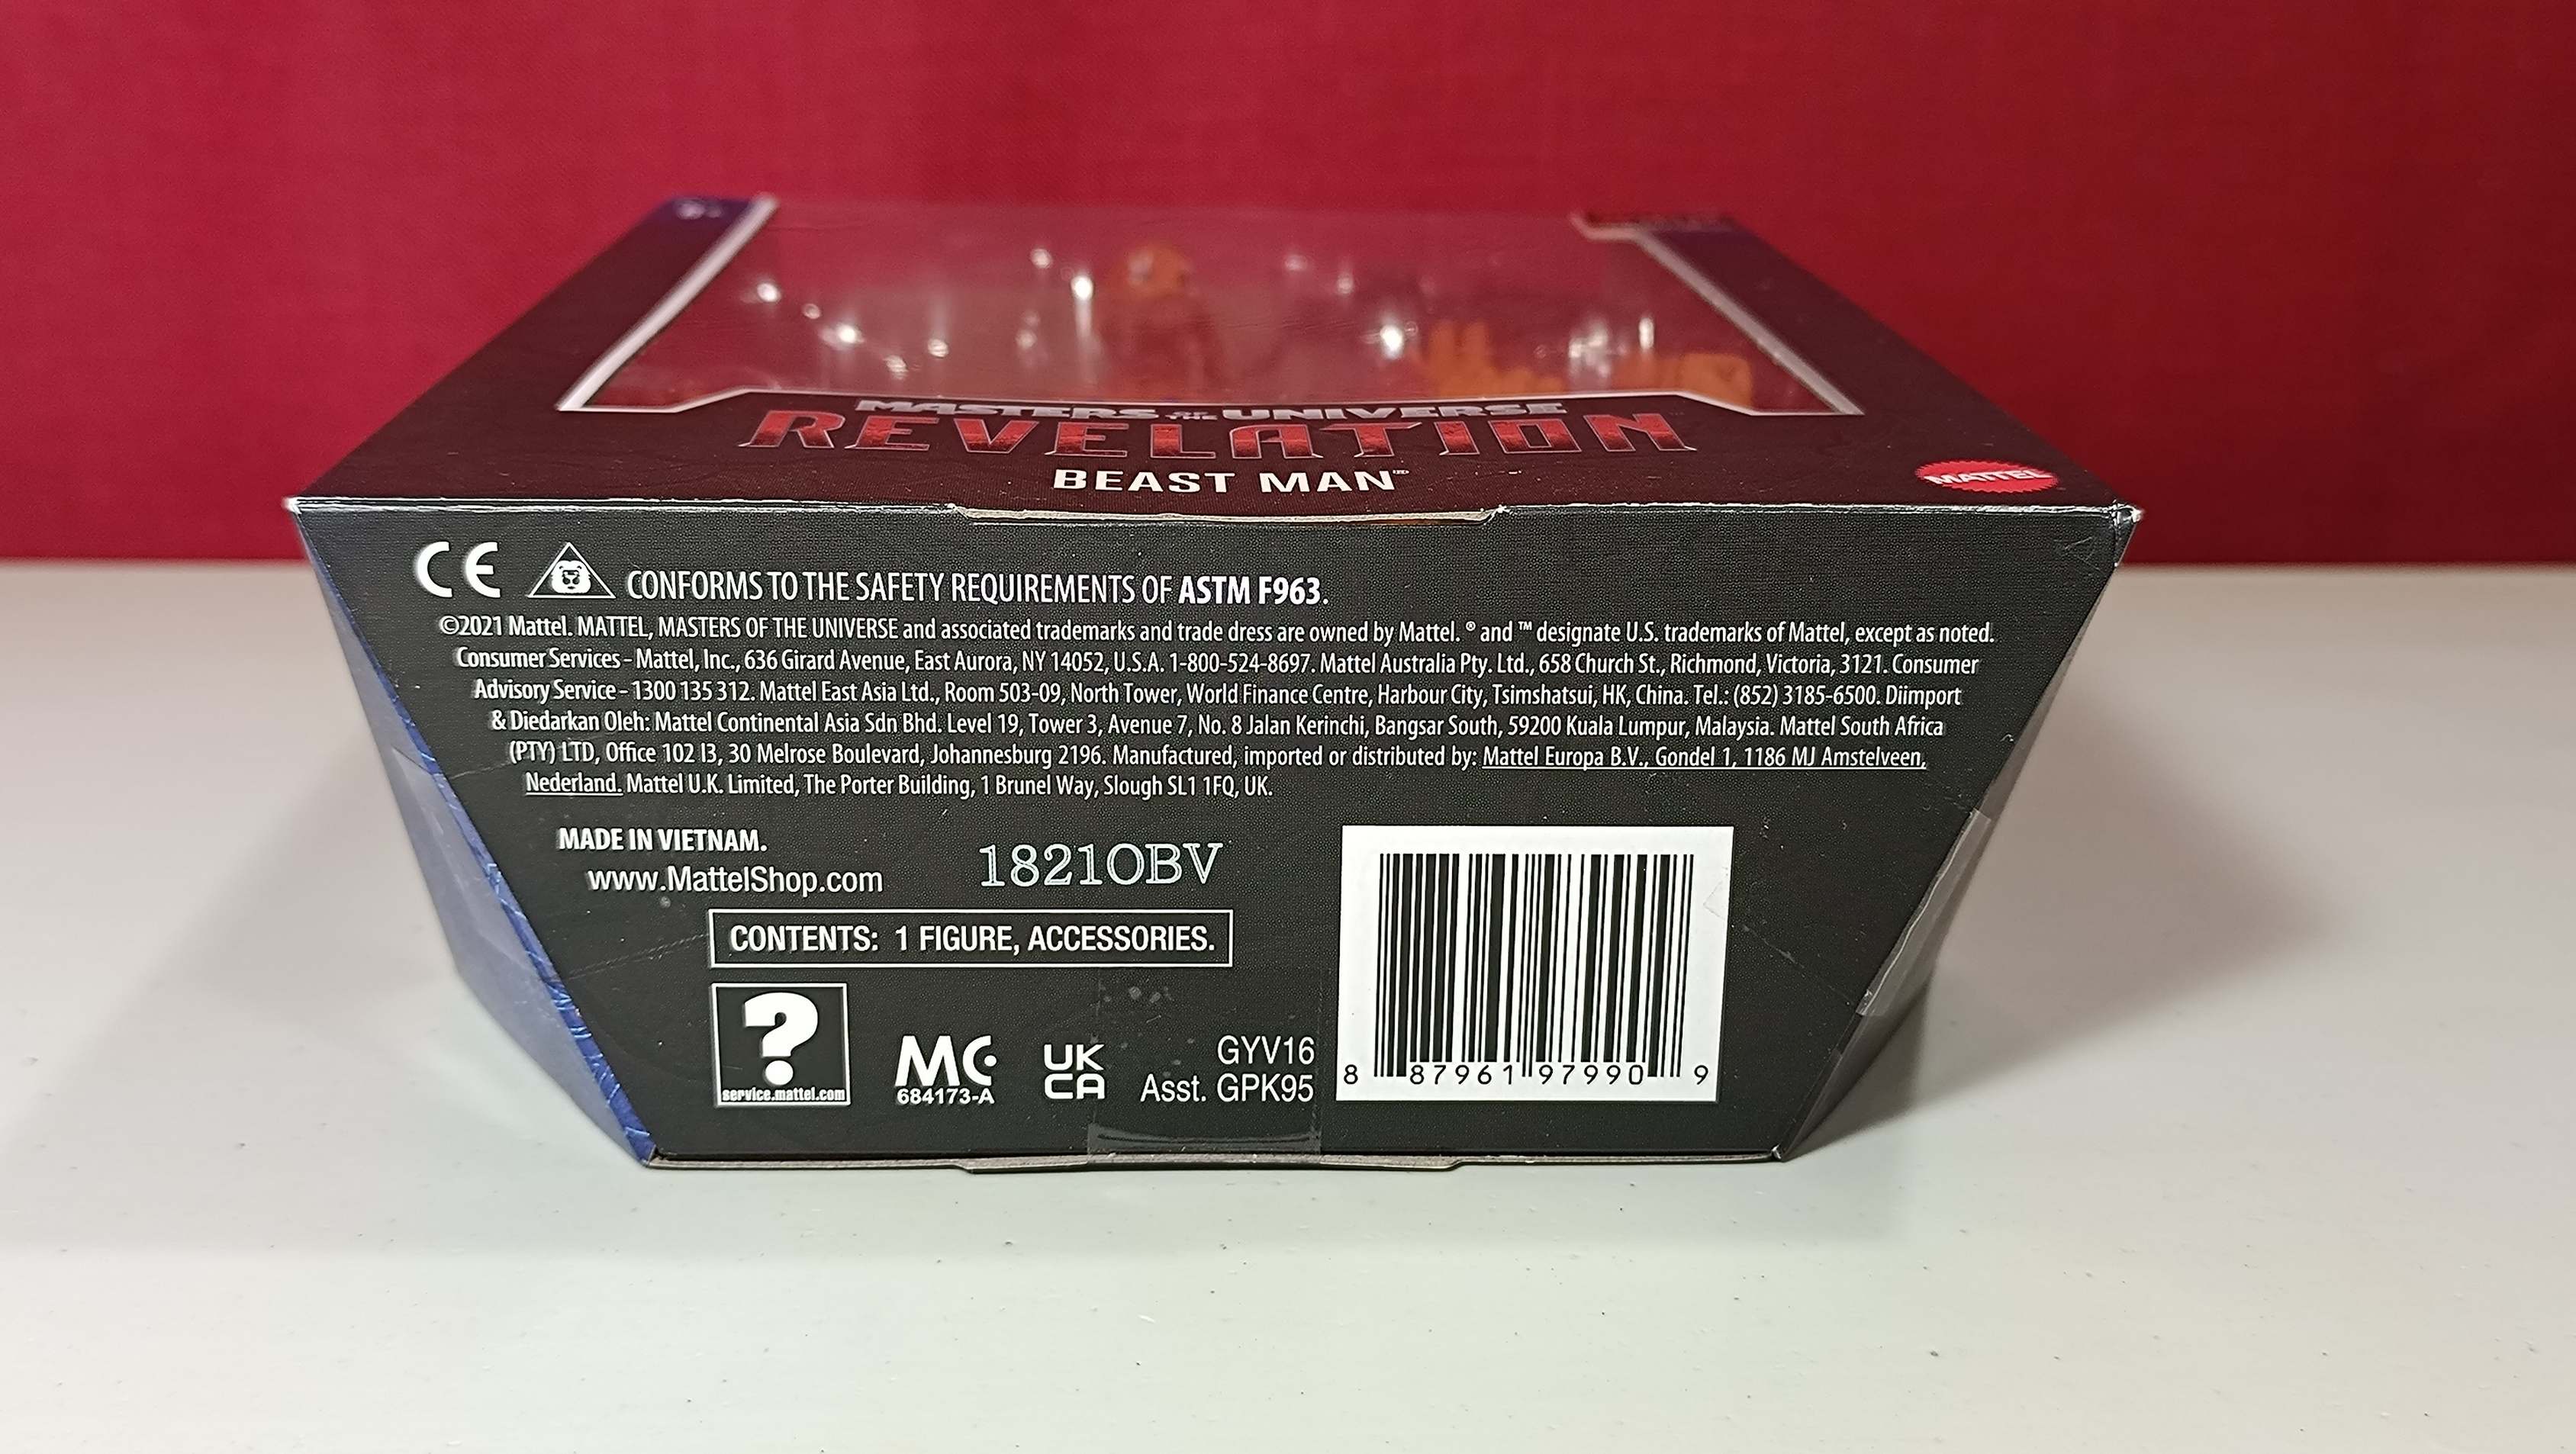 MASTERS OF THE UNIVERSE
REVELATION
BEAST MAN™
MATTEL
CE
CONFORMS TO THE SAFETY REQUIREMENTS OF ASTM F963.
©2021 Mattel. MATTEL, MASTERS OF THE UNIVERSE and associated trademarks and trade dress are owned by Mattel. ® and ™ designate U.S. trademarks of Mattel, except as noted.
Consumer Services – Mattel, Inc., 636 Girard Avenue, East Aurora, NY 14052, U.S.A. 1-800-524-8697. Mattel Australia Pty. Ltd., 658 Church St., Richmond, Victoria, 3121. Consumer
Advisory Service – 1300 135 312. Mattel East Asia Ltd., Room 503-09, North Tower, World Finance Centre, Harbour City, Tsimshatsui, HK, China. Tel.: (852) 3185-6500. Diimport
& Diedarkan Oleh: Mattel Continental Asia Sdn Bhd. Level 19, Tower 3, Avenue 7, No. 8 Jalan Kerinchi, Bangsar South, 59200 Kuala Lumpur, Malaysia. Mattel South Africa
(PTY) LTD, Office 102 I3, 30 Melrose Boulevard, Johannesburg 2196. Manufactured, imported or distributed by: Mattel Europa B.V., Gondel 1, 1186 MJ Amstelveen,
Nederland. Mattel U.K. Limited, The Porter Building, 1 Brunel Way, Slough SL1 1FQ, UK.
MADE IN VIETNAM.
www.MattelShop.com
1821OBV
CONTENTS: 1 FIGURE, ACCESSORIES.
?
service.mattel.com
MC
684173-A
UK
CA
GYV16
Asst. GPK95
8 87961 97990 9